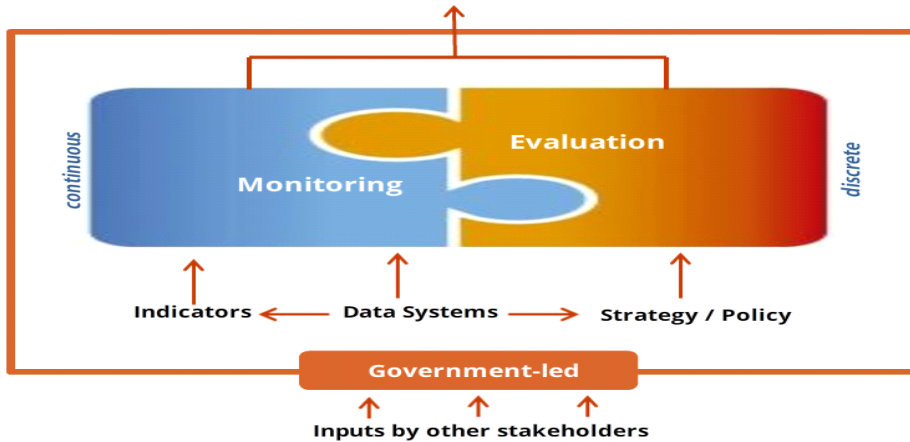 continuous
Evaluation
Monitoring
discrete
Indicators
Data Systems
Strategy / Policy
Government-led
Inputs by other stakeholders